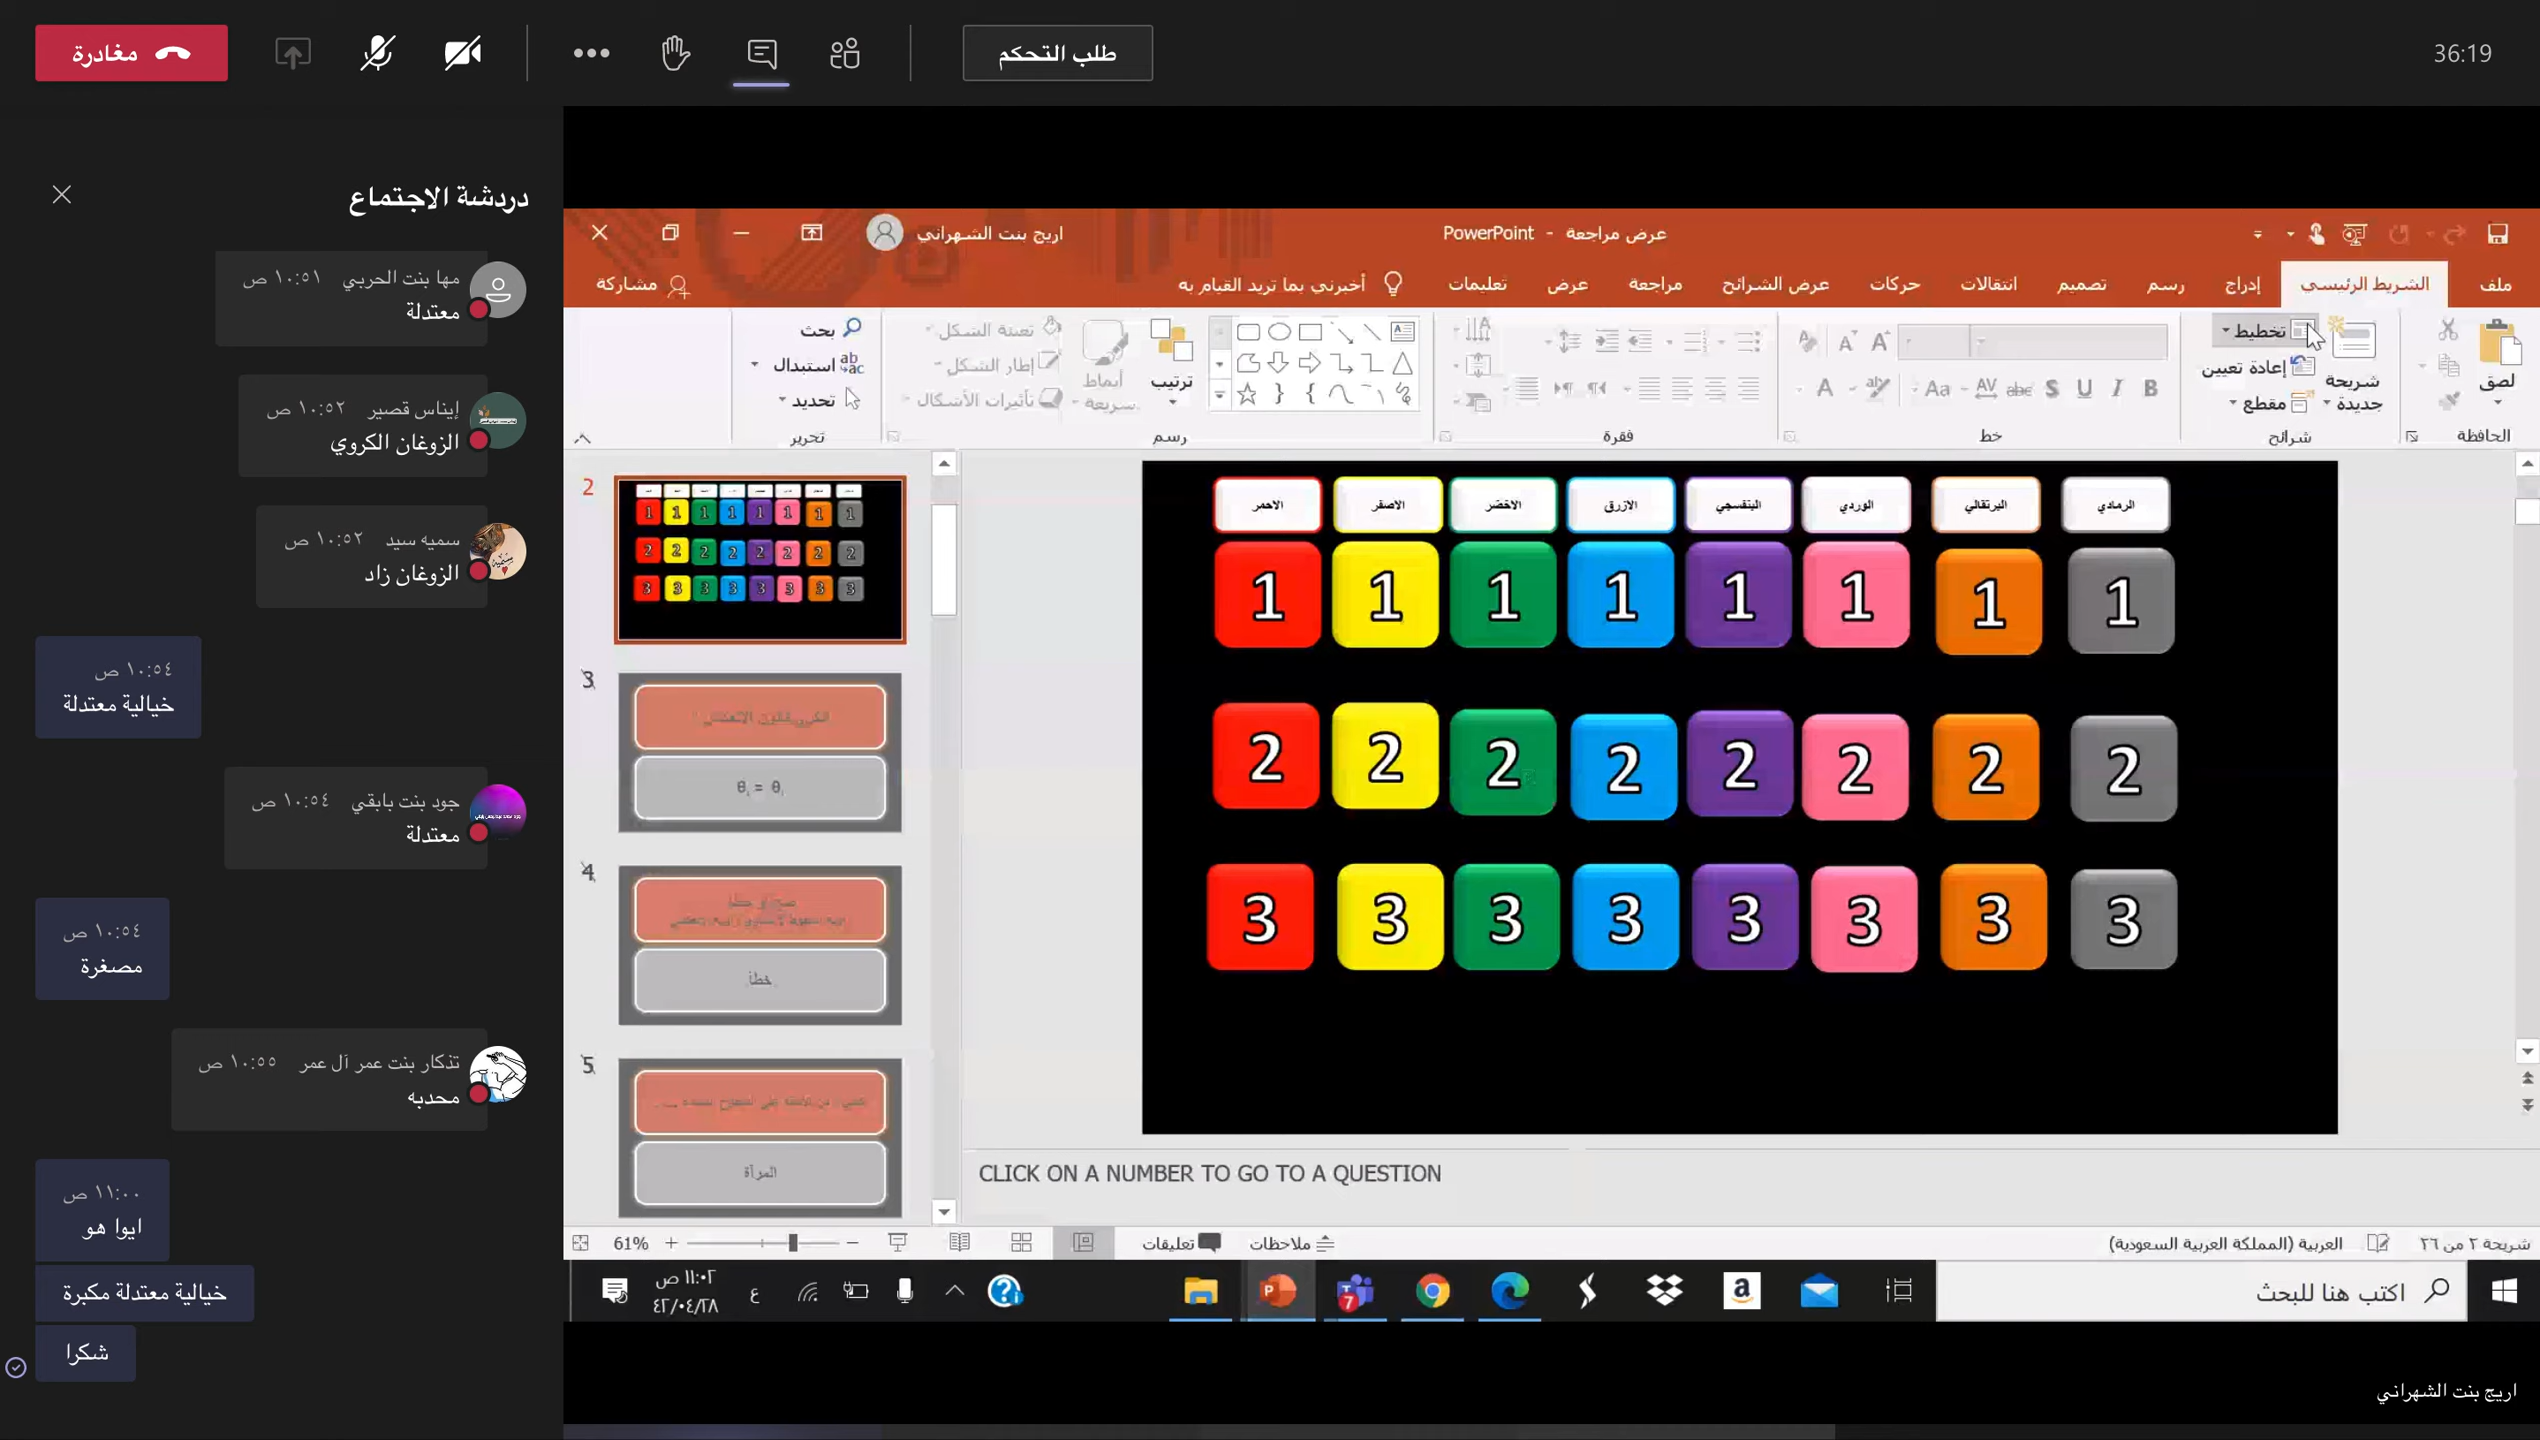 مغادرة
طلب التحكم
36:19
دردشة الاجتماع
مها بنت الحربي ١٠:٥١ ص
معتدلة
إيناس قصير ١٠:٥٢ ص
الزوغان الكروي
سميه سيد ١٠:٥٢ ص
الزوغان زاد
١٠:٥٤ ص
خيالية معتدلة
جود بنت بابقي ١٠:٥٤ ص
معتدلة
١٠:٥٤ ص
مصغرة
تذكار بنت عمر آل عمر ١٠:٥٥ ص
محدبه
١١:٠٠ ص
ايوا هو
خيالية معتدلة مكبرة
شكرا
عرض مراجعة - PowerPoint
اريج بنت الشهراني
ملف
الشريط الرئيسي
إدراج
رسم
تصميم
انتقالات
حركات
عرض الشرائح
مراجعة
عرض
تعليمات
أخبرني بما تريد القيام به
مشاركة
لصق
الحافظة
شريحة جديدة
تخطيط
إعادة تعيين
مقطع
شرائح
خط
فقرة
ترتيب
أنماط سريعة
تعبئة الشكل
إطار الشكل
تأثيرات الأشكال
رسم
بحث
استبدال
تحديد
تحرير
2
3
4
خطأ
5
المرآة
الرمادي البرتقالي الوردي البنفسجي الازرق الاخضر الاصفر الاحمر
1 1 1 1 1 1 1 1
2 2 2 2 2 2 2 2
3 3 3 3 3 3 3 3
CLICK ON A NUMBER TO GO TO A QUESTION
شريحة ٢ من ٢٦
العربية (المملكة العربية السعودية)
ملاحظات
تعليقات
61%
اكتب هنا للبحث
7
ع
١١:٠٢ ص
٤٢/٠٤/٢٨
اريج بنت الشهراني